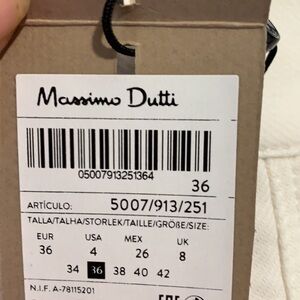 Massimo Dutti
05007913251364
36
ARTÍCULO: 5007/913/251
TALLA/TALHA/STORLEK/TAILLE/GRÖßE/SIZE:
EUR USA MEX UK
36 4 26 8
34 36 38 40 42
N.I.F. A-78115201